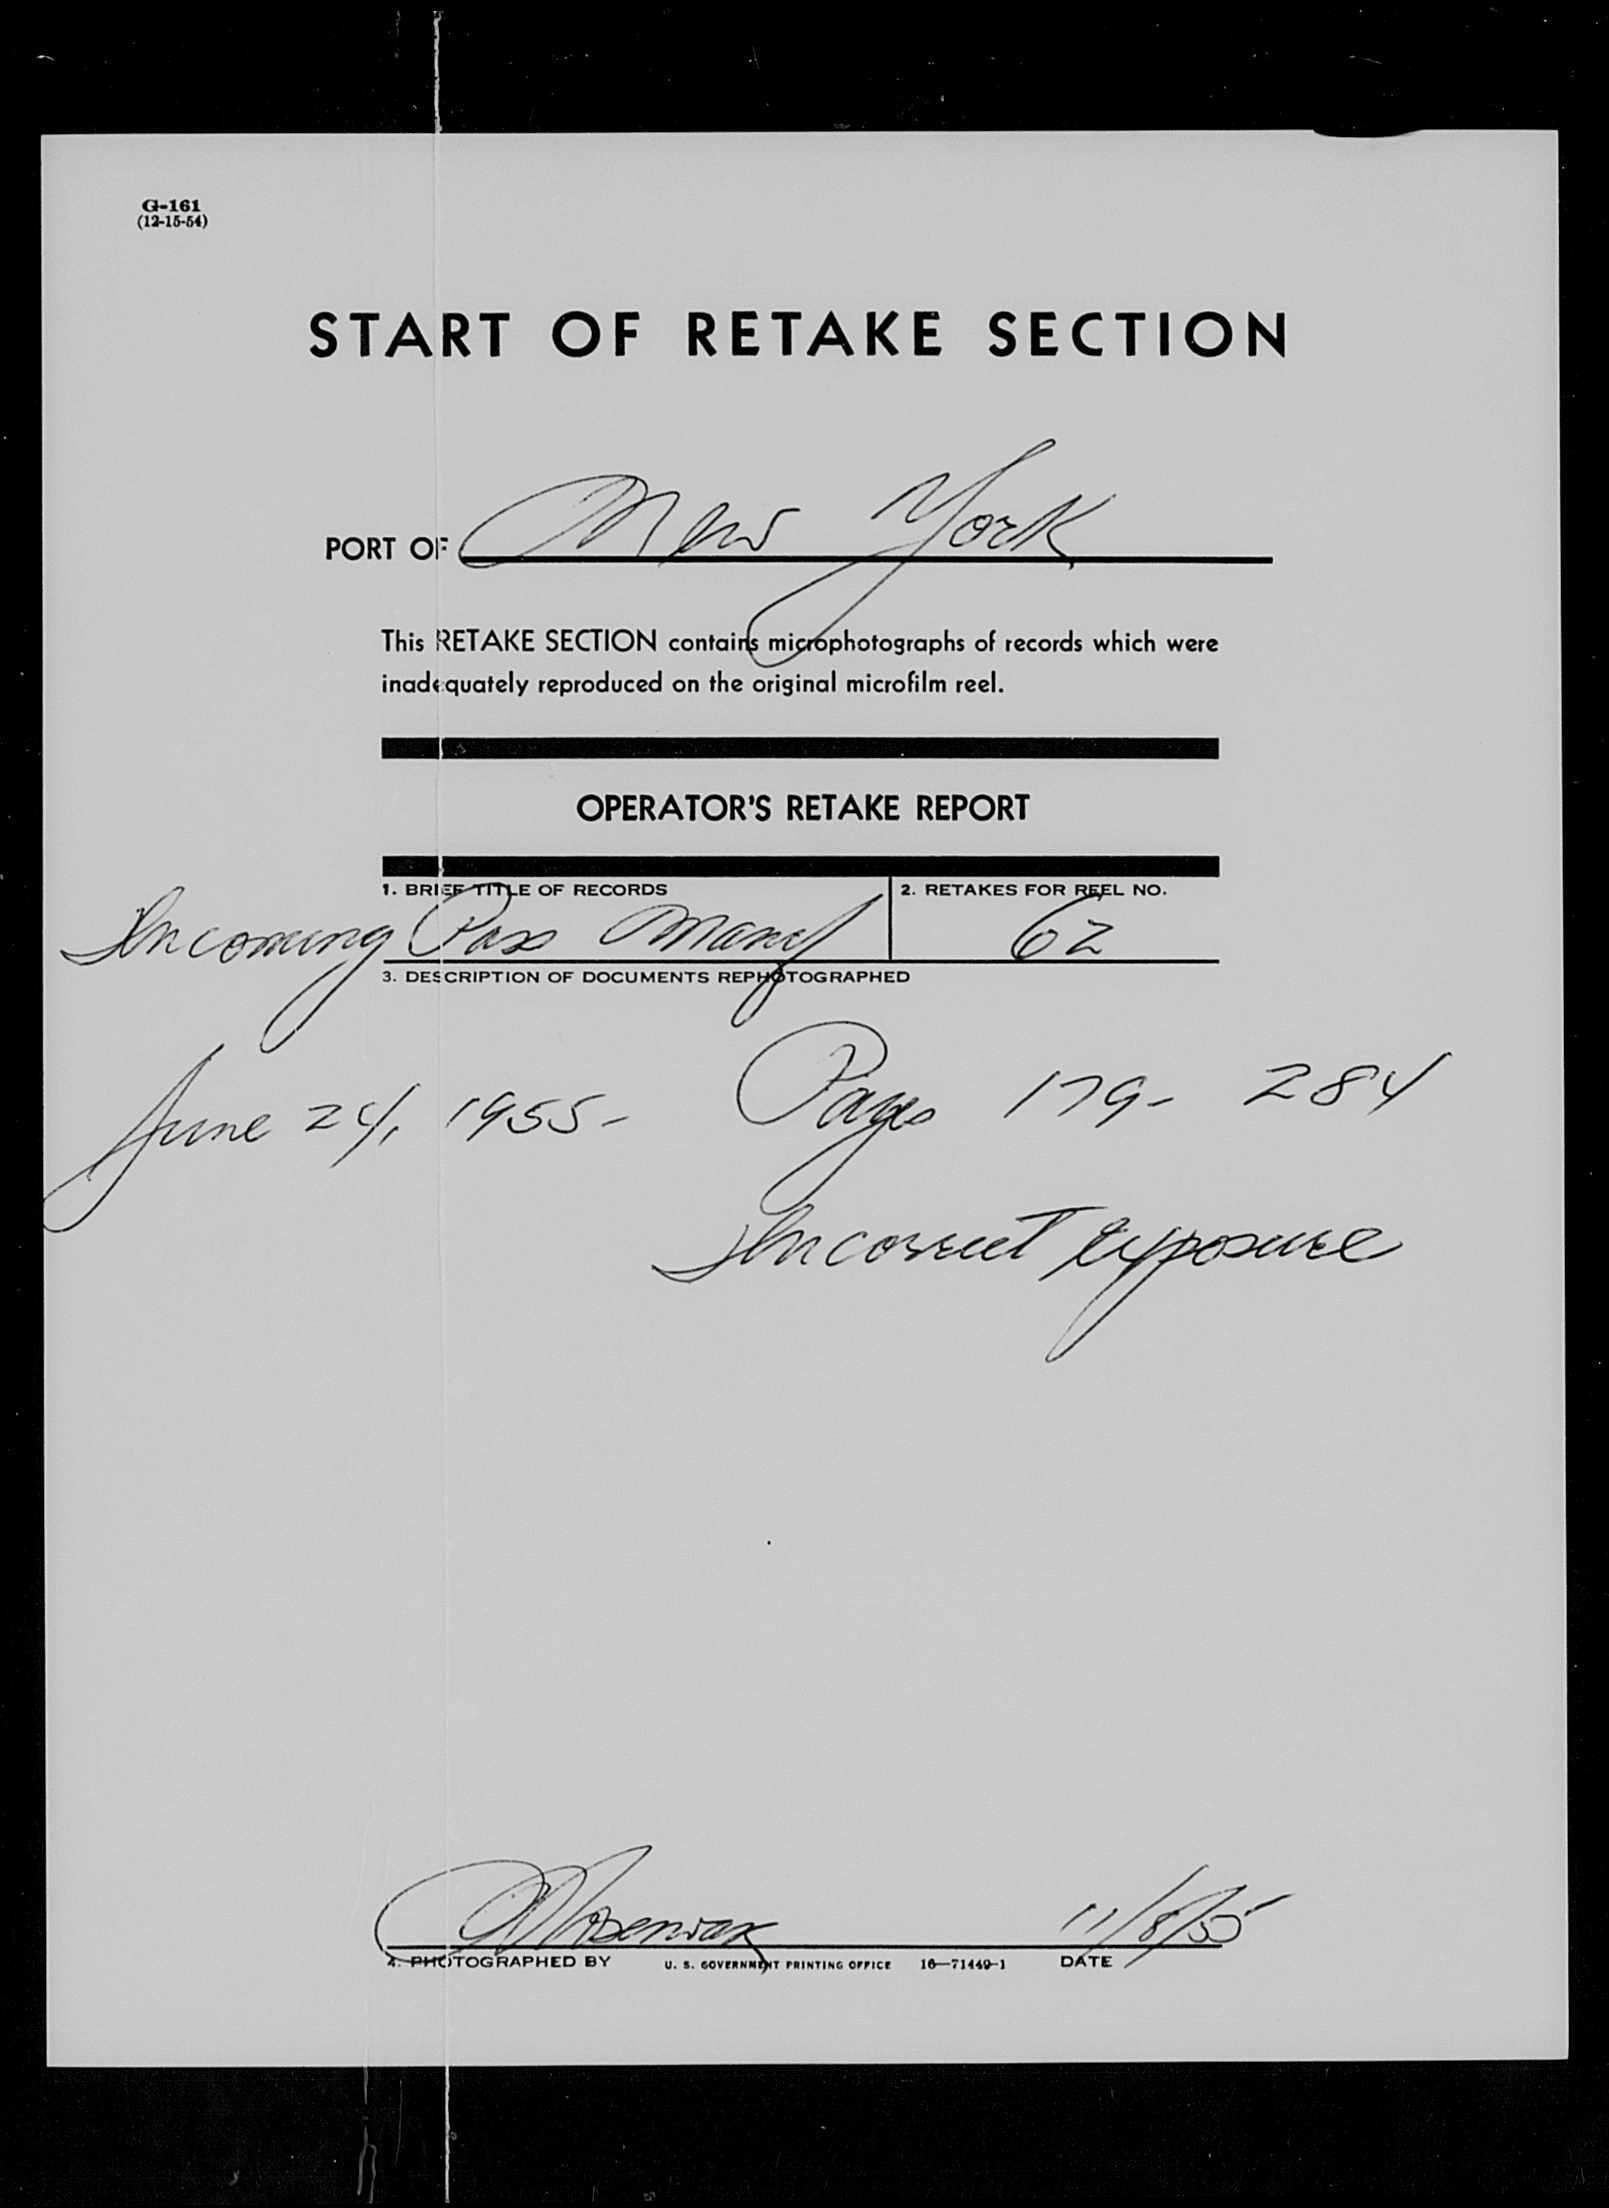 G-161
(12-15-54)
START OF RETAKE SECTION
PORT OF New York
This RETAKE SECTION contains microphotographs of records which were
inadequately reproduced on the original microfilm reel.
OPERATOR'S RETAKE REPORT
1. BRIEF TITLE OF RECORDS 2. RETAKES FOR REEL NO.
Incoming Pass Manf 62
3. DESCRIPTION OF DOCUMENTS REPHOTOGRAPHED
June 24, 1955- Pages 179- 284
Incorrect exposure
11/8/55
4. PHOTOGRAPHED BY U. S. GOVERNMENT PRINTING OFFICE 16—71449-1 DATE